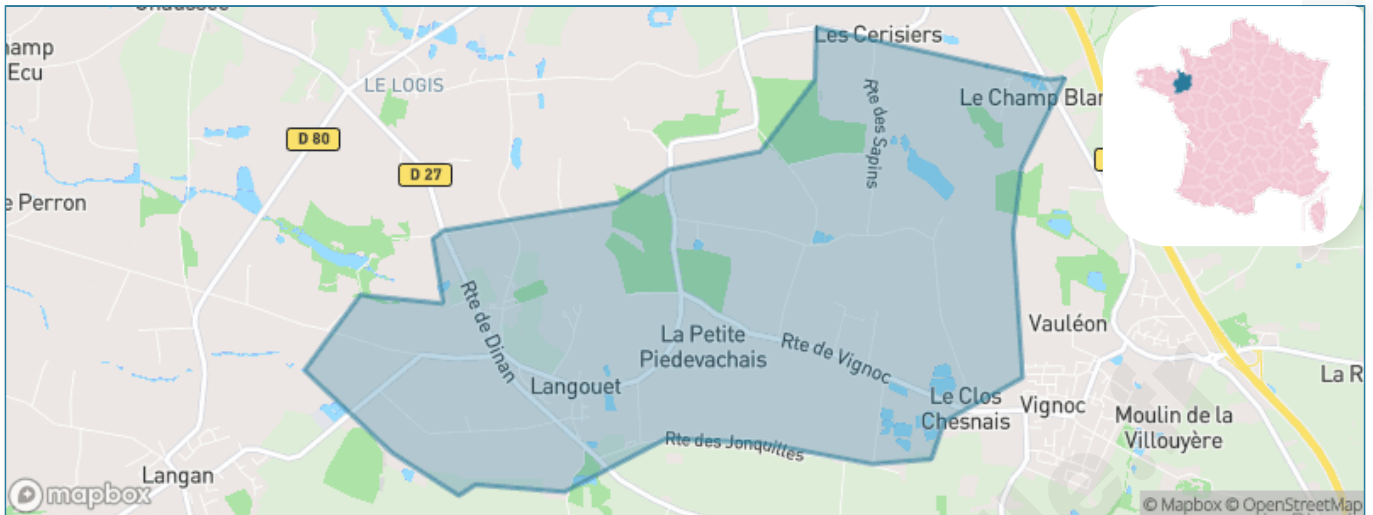 Les Cerisiers
hamp
Ecu
LE LOGIS
Rte des Sapins
Le Champ Blan
D 80
D 27
e Perron
Rte de Dinan
La Petite
Piedevachais
Rte de Vignoc
Vauléon
Langouet
Le Clos
Chesnais
Vignoc
La R
Moulin de la
Villouyère
Rte des Jonquilles
Langan
mapbox
© Mapbox © OpenStreetMap